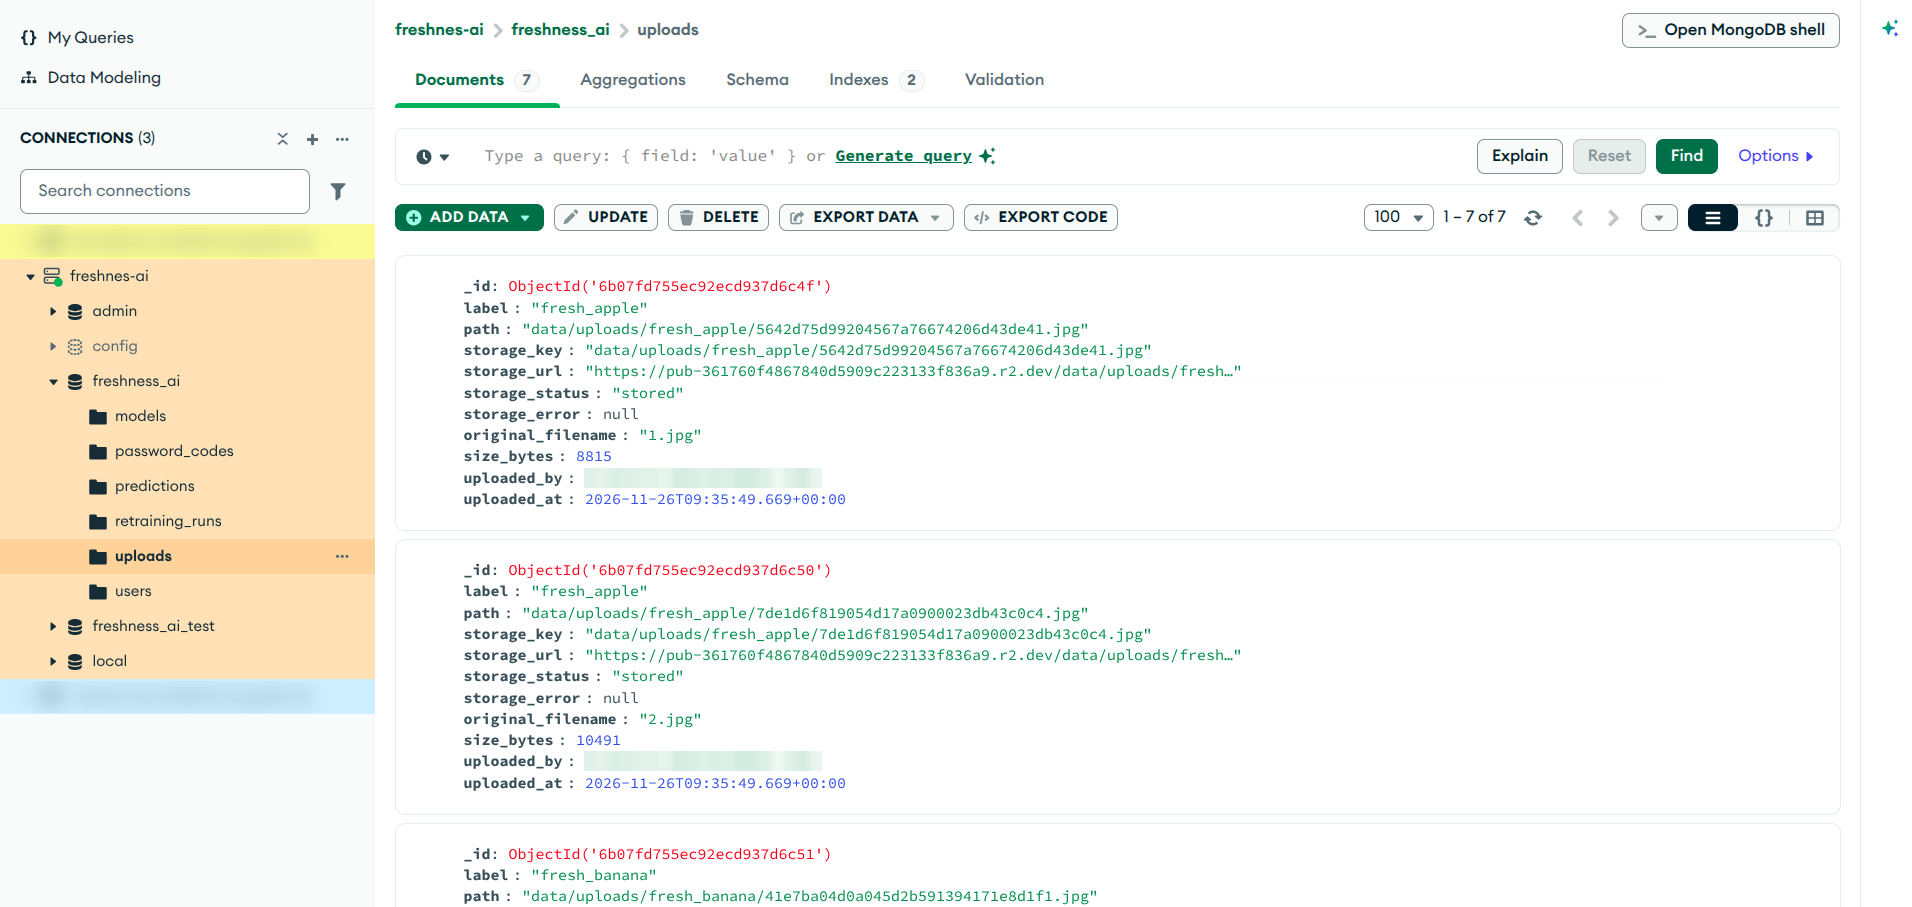 My Queries
Data Modeling
CONNECTIONS (3)
Search connections
freshnes-ai
admin
config
freshness_ai
models
password_codes
predictions
retraining_runs
uploads
users
freshness_ai_test
local
freshnes-ai freshness_ai uploads
>_ Open MongoDB shell
Documents 7 Aggregations Schema Indexes 2 Validation
Type a query: { field: 'value' } or Generate query
Explain Reset Find Options
ADD DATA UPDATE DELETE EXPORT DATA EXPORT CODE
100 1 – 7 of 7
_id: ObjectId('6b07fd755ec92ecd937d6c4f')
label : "fresh_apple"
path : "data/uploads/fresh_apple/5642d75d99204567a76674206d43de41.jpg"
storage_key : "data/uploads/fresh_apple/5642d75d99204567a76674206d43de41.jpg"
storage_url : "https://pub-361760f4867840d5909c223133f836a9.r2.dev/data/uploads/fresh…"
storage_status : "stored"
storage_error : null
original_filename : "1.jpg"
size_bytes : 8815
uploaded_by :
uploaded_at : 2026-11-26T09:35:49.669+00:00
_id: ObjectId('6b07fd755ec92ecd937d6c50')
label : "fresh_apple"
path : "data/uploads/fresh_apple/7de1d6f819054d17a0900023db43c0c4.jpg"
storage_key : "data/uploads/fresh_apple/7de1d6f819054d17a0900023db43c0c4.jpg"
storage_url : "https://pub-361760f4867840d5909c223133f836a9.r2.dev/data/uploads/fresh…"
storage_status : "stored"
storage_error : null
original_filename : "2.jpg"
size_bytes : 10491
uploaded_by :
uploaded_at : 2026-11-26T09:35:49.669+00:00
_id: ObjectId('6b07fd755ec92ecd937d6c51')
label : "fresh_banana"
path : "data/uploads/fresh_banana/41e7ba04d0a045d2b591394171e8d1f1.jpg"